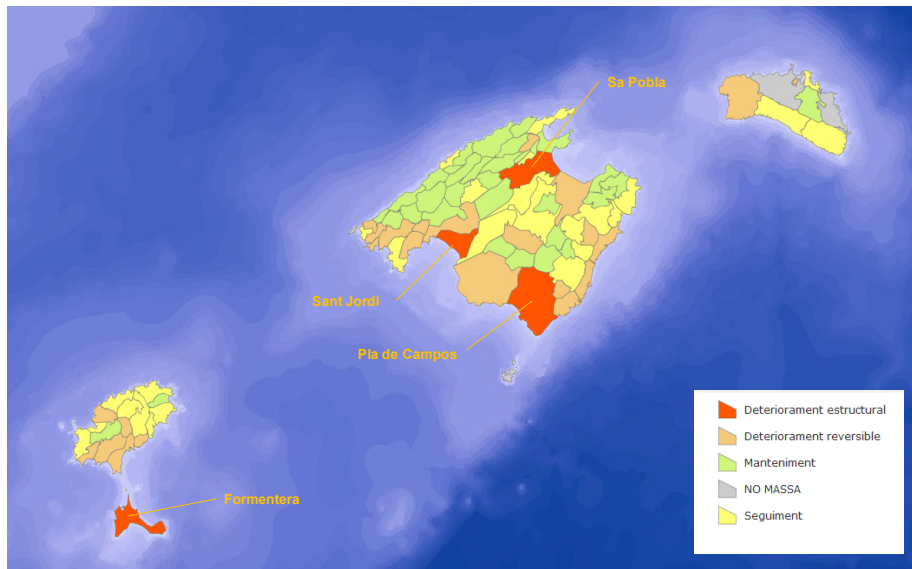 Sa Pobla
Sant Jordi
Pla de Campos
Formentera
Deteriorament estructural
Deteriorament reversible
Manteniment
NO MASSA
Seguiment